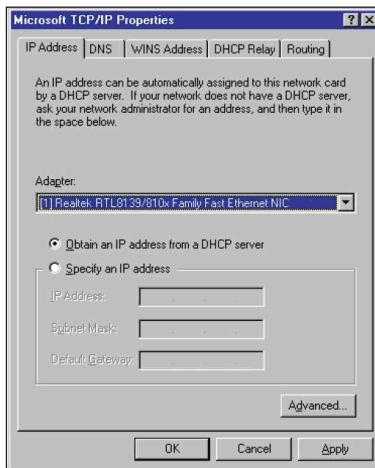 Microsoft TCP/IP Properties
IP Address DNS WINS Address DHCP Relay Routing
An IP address can be automatically assigned to this network card
by a DHCP server. If your network does not have a DHCP server,
ask your network administrator for an address, and then type it in
the space below.
Adapter:
[1] Realtek RTL8139/810x Family Fast Ethernet NIC
Obtain an IP address from a DHCP server
Specify an IP address
IP Address:
Subnet Mask:
Default Gateway:
Advanced...
OK Cancel Apply